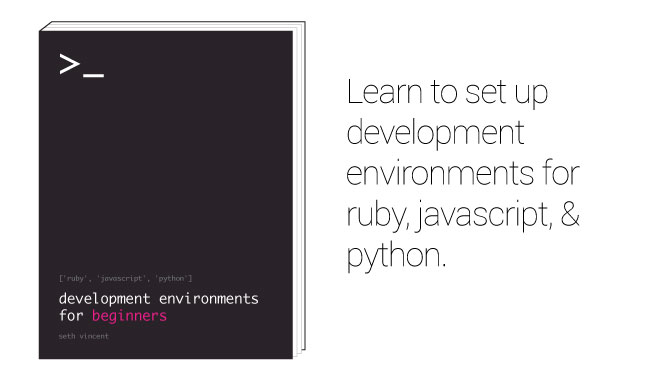 >_
['ruby', 'javascript', 'python']
development environments
for beginners
seth vincent
Learn to set up
development
environments for
ruby, javascript, &
python.